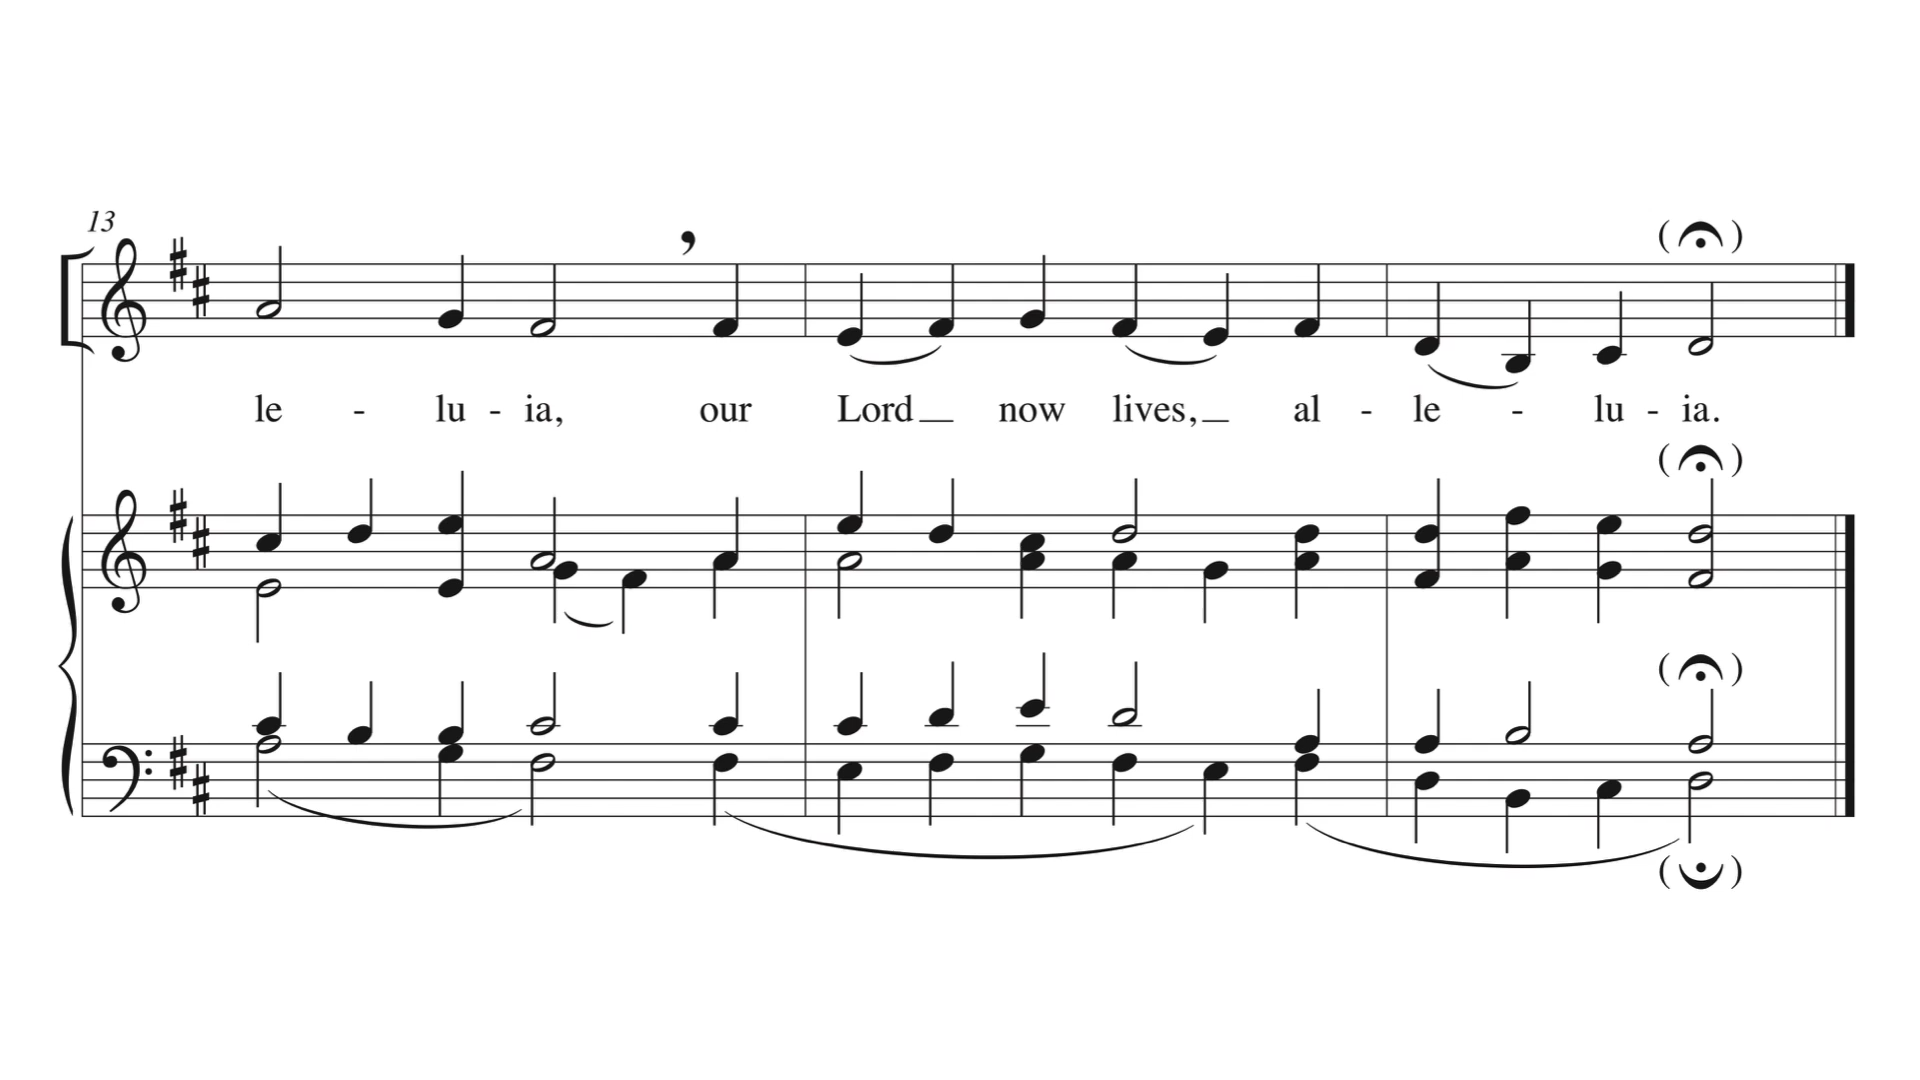 13
le - lu - ia, our Lord now lives, al - le - lu - ia.